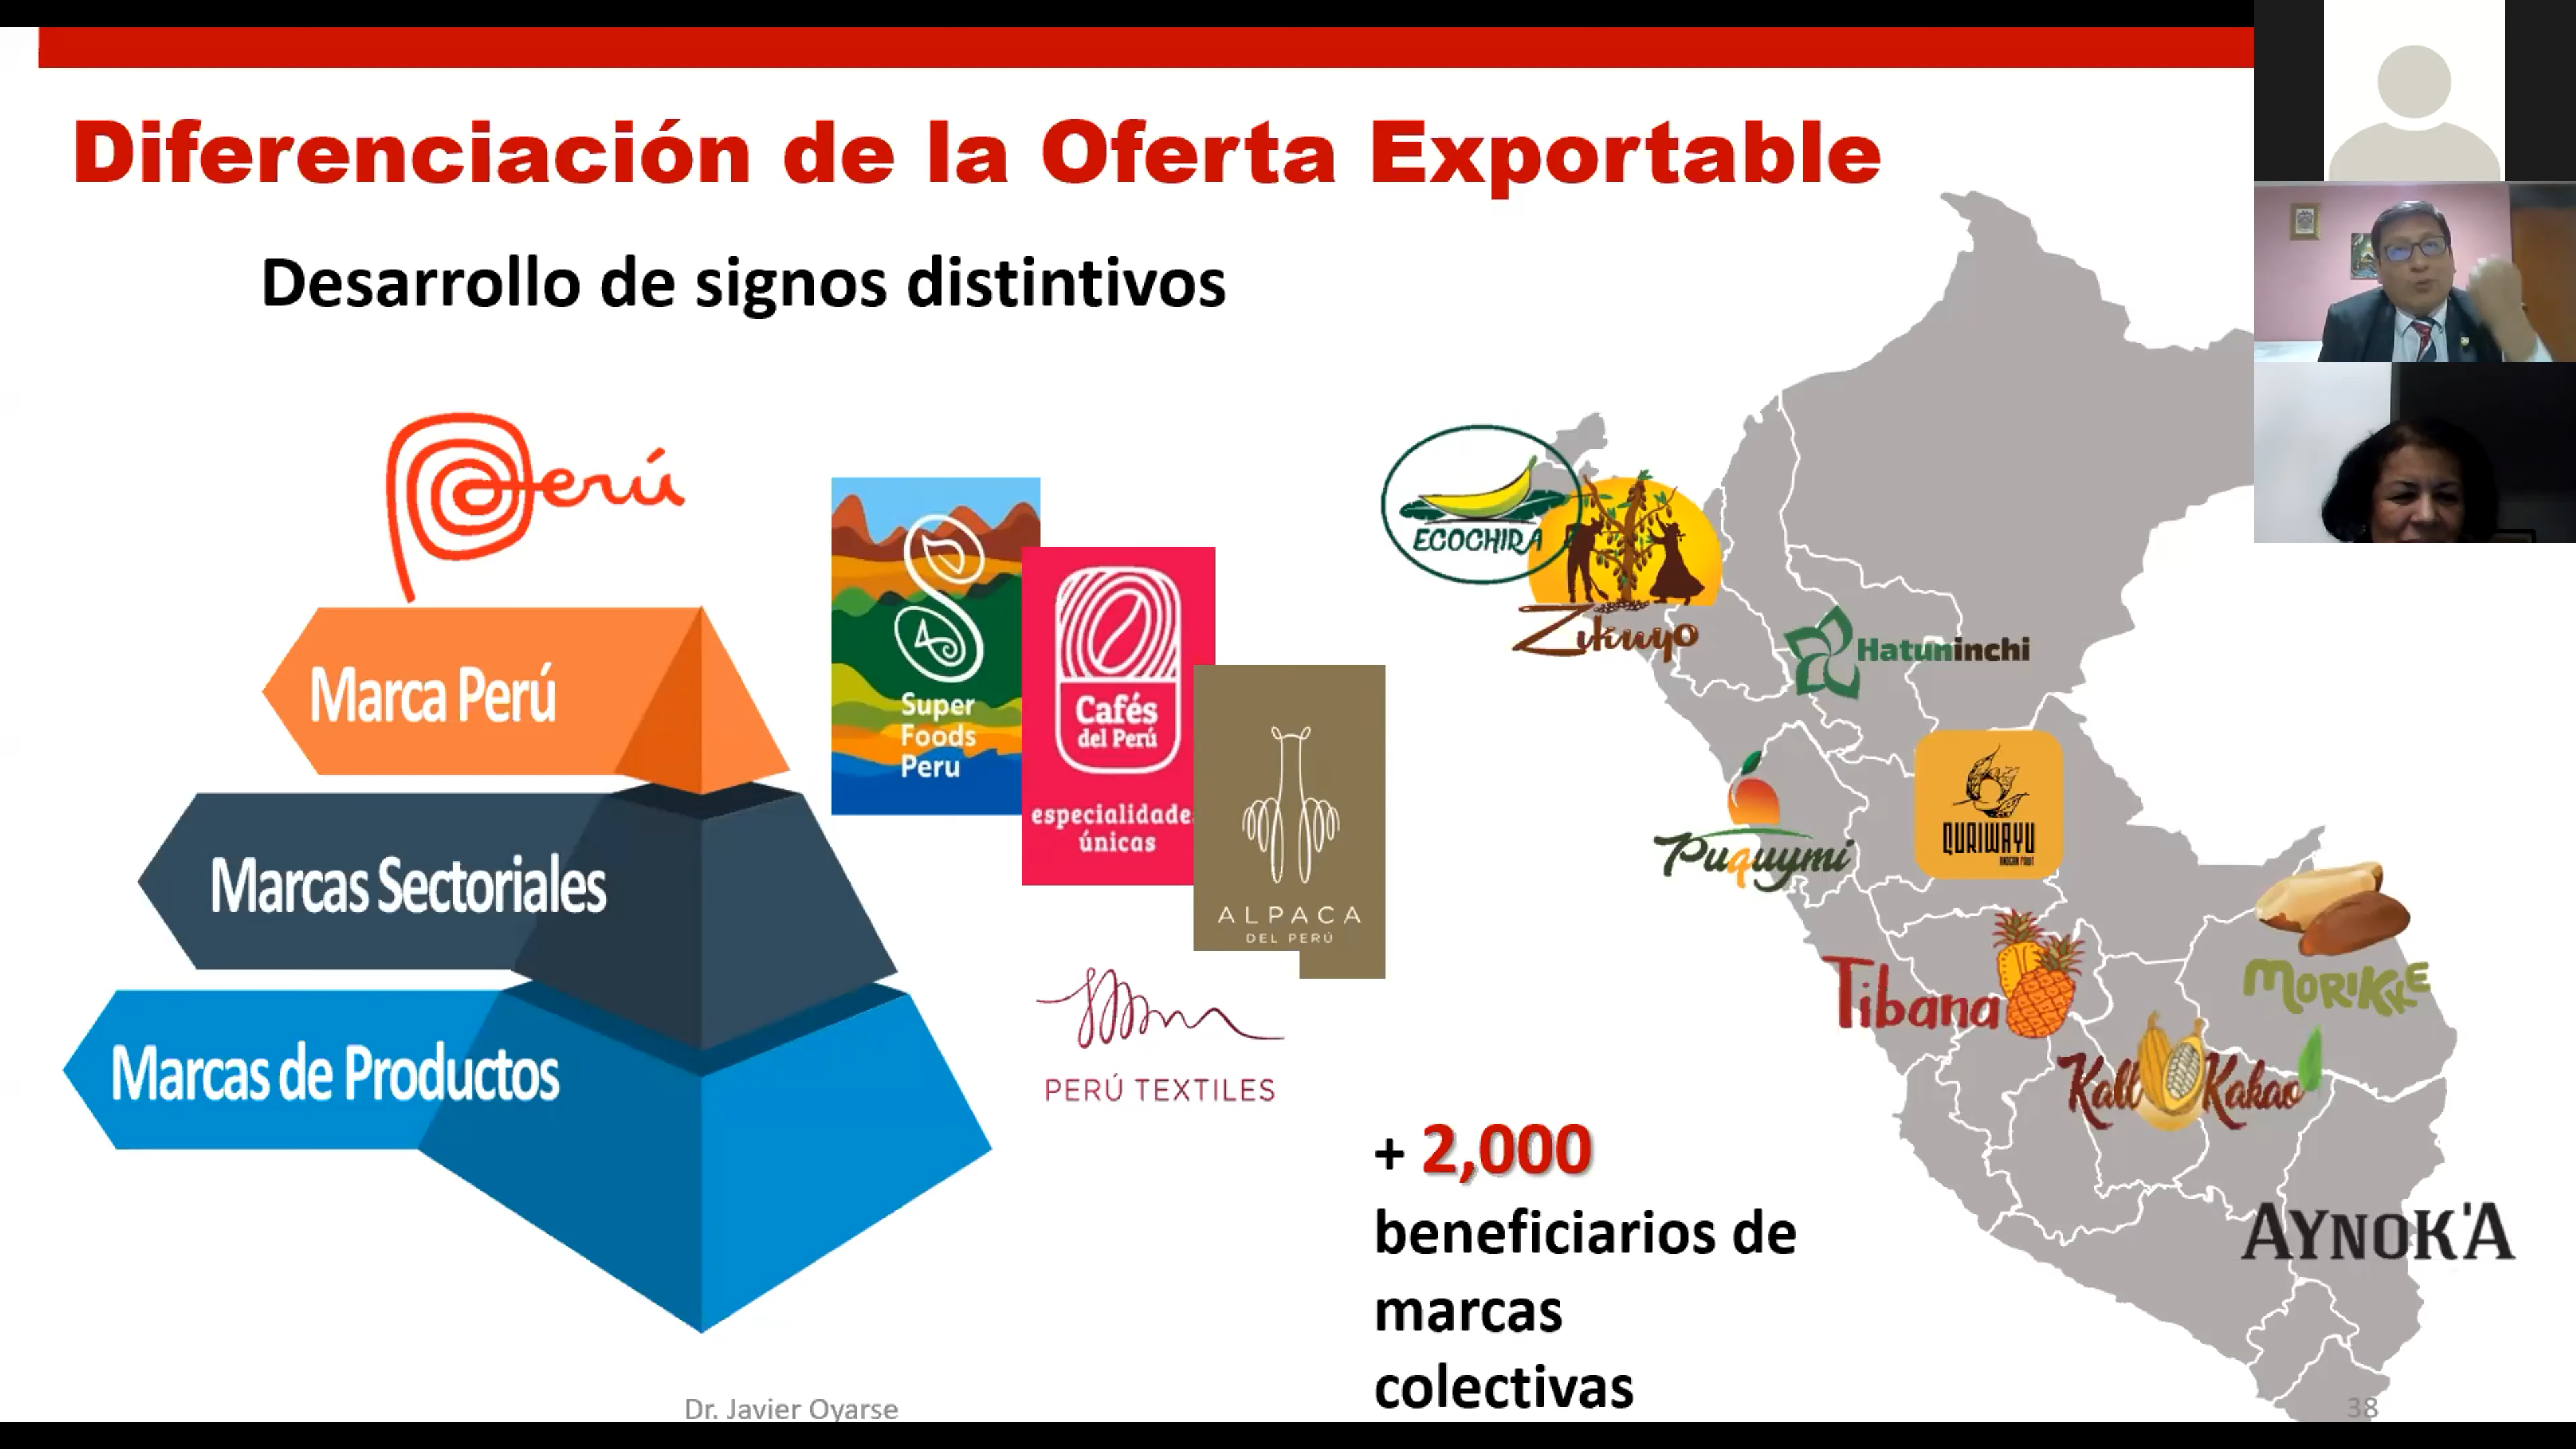 Diferenciación de la Oferta Exportable
Desarrollo de signos distintivos
Perú
Marca Perú
Marcas Sectoriales
Marcas de Productos
Super
Foods
Peru
Cafés
del Perú
especialidade
únicas
ALPACA
DEL PERÚ
PERÚ TEXTILES
ECOCHIRA
Zikuyo
Hatuninchi
Puquymi
QURIWAYU
Tibana
MORIKKE
Kall Kakao
AYNOK'A
+ 2,000
beneficiarios de
marcas
colectivas
Dr. Javier Oyarse
38